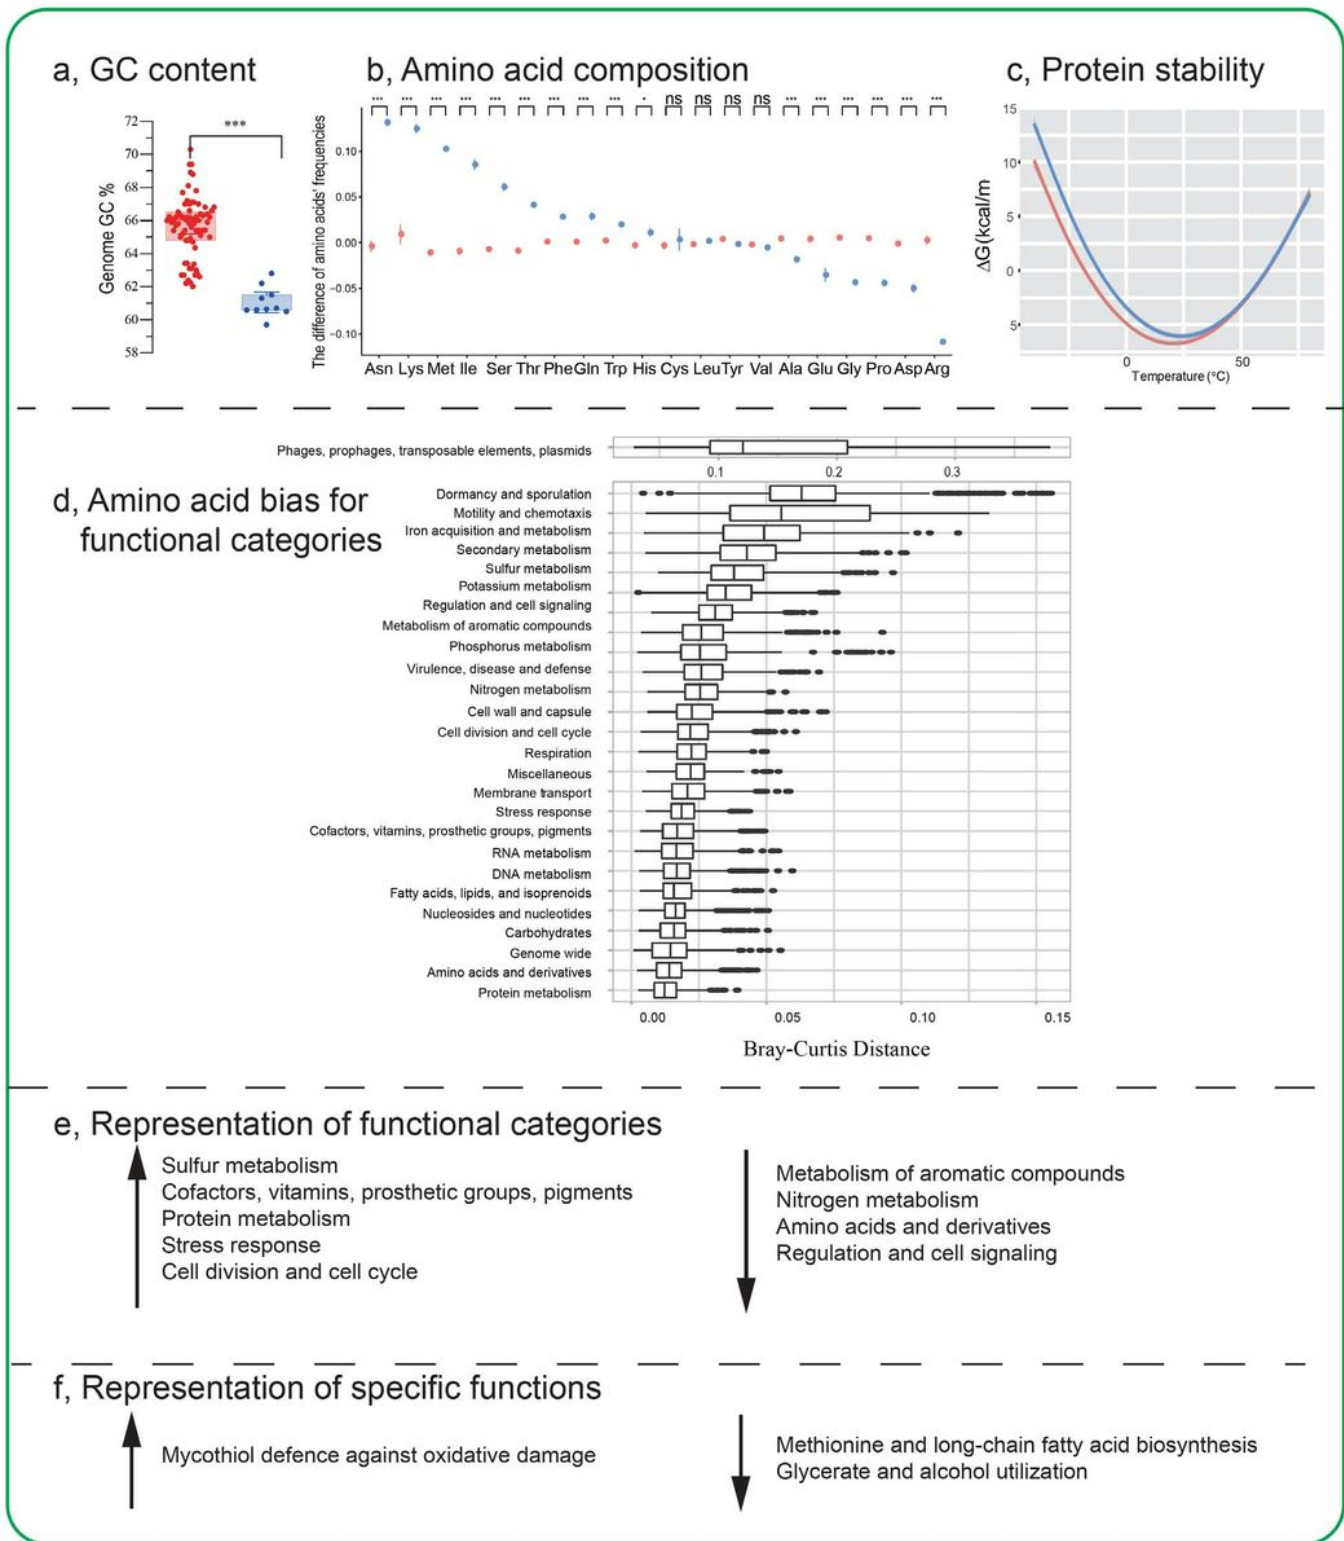 a, GC content
Genome GC %
72
70
68
66
64
62
60
58
***
b, Amino acid composition
*** *** *** *** *** *** *** *** *** * ns ns ns ns *** *** *** *** *** ***
The difference of amino acids' frequencies
0.10
0.05
0.00
−0.05
−0.10
Asn Lys Met Ile Ser Thr Phe Gln Trp His Cys Leu Tyr Val Ala Glu Gly Pro Asp Arg
c, Protein stability
ΔG(kcal/m
15
10
5
0
5
0 50
Temperature (°C)
Phages, prophages, transposable elements, plasmids
0.1 0.2 0.3
d, Amino acid bias for
functional categories
Dormancy and sporulation
Motility and chemotaxis
Iron acquisition and metabolism
Secondary metabolism
Sulfur metabolism
Potassium metabolism
Regulation and cell signaling
Metabolism of aromatic compounds
Phosphorus metabolism
Virulence, disease and defense
Nitrogen metabolism
Cell wall and capsule
Cell division and cell cycle
Respiration
Miscellaneous
Membrane transport
Stress response
Cofactors, vitamins, prosthetic groups, pigments
RNA metabolism
DNA metabolism
Fatty acids, lipids, and isoprenoids
Nucleosides and nucleotides
Carbohydrates
Genome wide
Amino acids and derivatives
Protein metabolism
0.00 0.05 0.10 0.15
Bray-Curtis Distance
e, Representation of functional categories
Sulfur metabolism
Cofactors, vitamins, prosthetic groups, pigments
Protein metabolism
Stress response
Cell division and cell cycle
Metabolism of aromatic compounds
Nitrogen metabolism
Amino acids and derivatives
Regulation and cell signaling
f, Representation of specific functions
Mycothiol defence against oxidative damage
Methionine and long-chain fatty acid biosynthesis
Glycerate and alcohol utilization